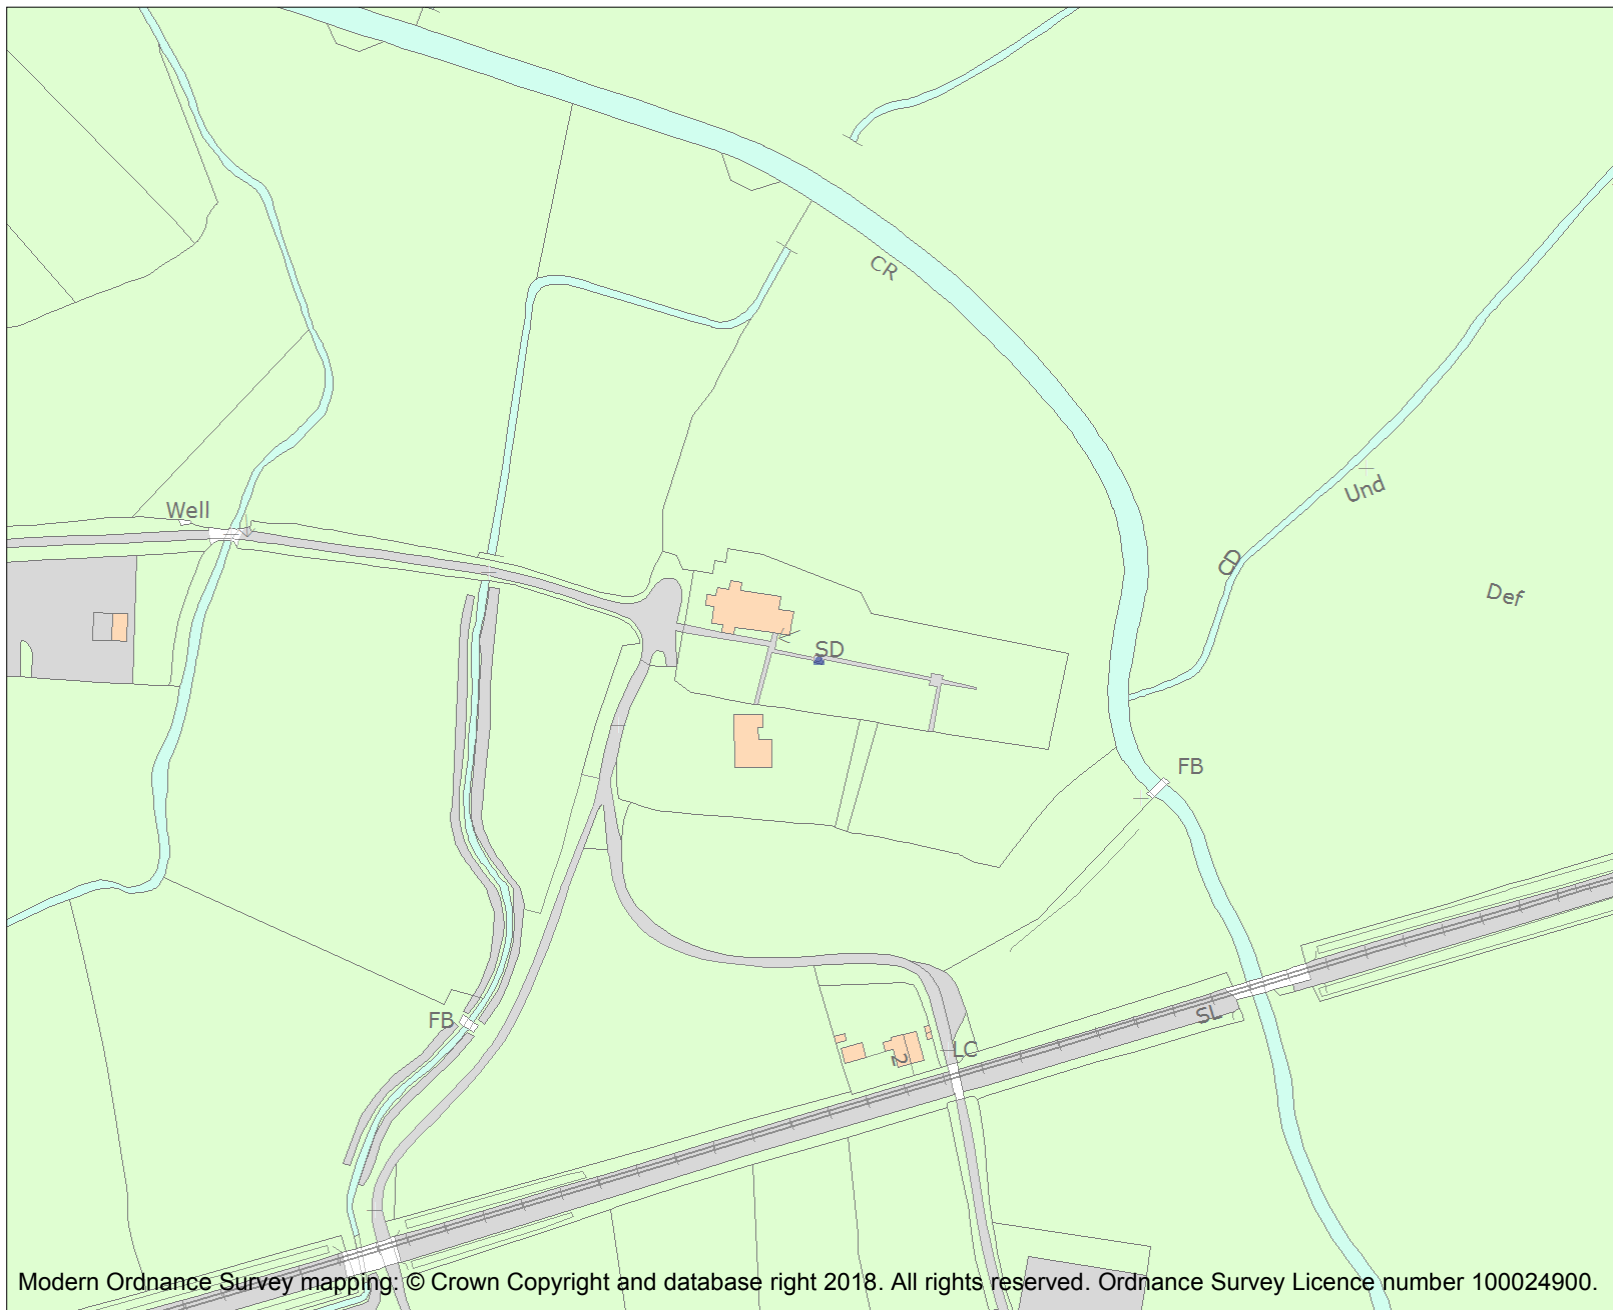 CR
Und
Well
CD
Def
SD
FB
FB
SL
LC
2
Modern Ordnance Survey mapping: © Crown Copyright and database right 2018. All rights reserved. Ordnance Survey Licence number 100024900.